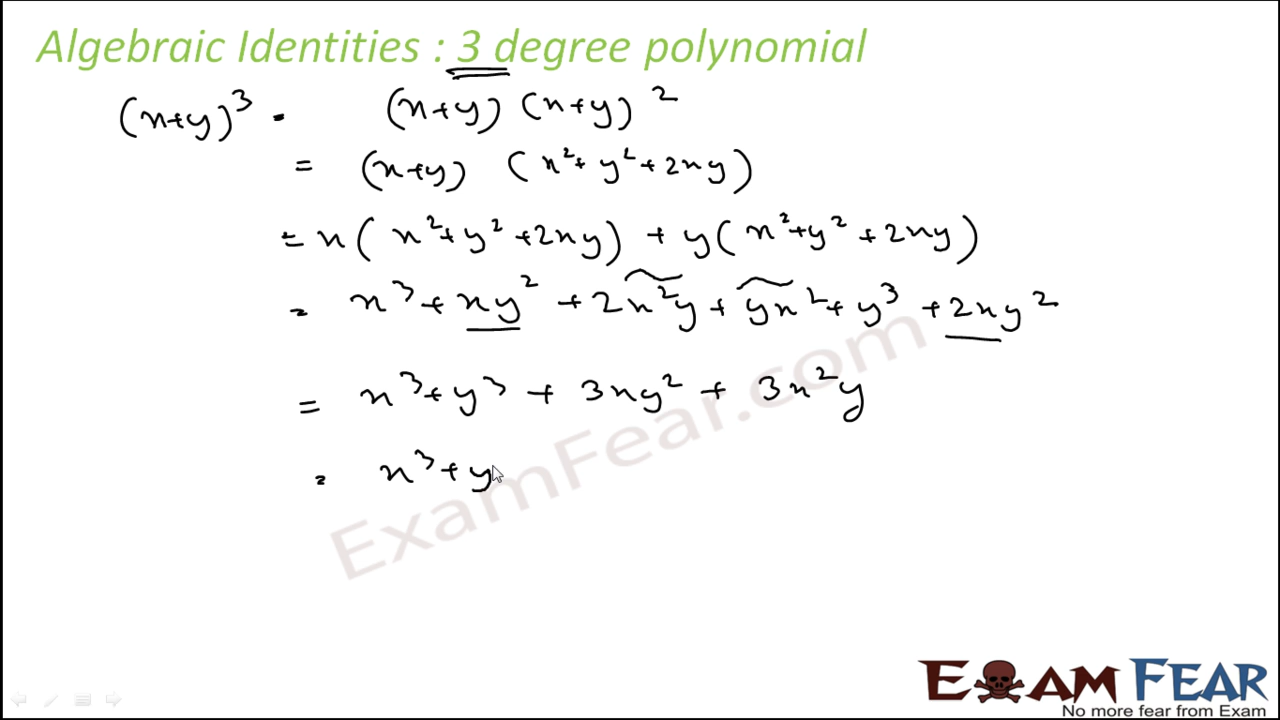 Algebraic Identities : 3 degree polynomial
(x+y)³ = (x+y) (x+y)²
= (x+y) (x²+ y²+2xy)
= x(x²+y²+2xy) + y(x²+y²+2xy)
= x³ + xy² + 2x²y + yx² + y³ + 2xy²
= x³+ y³ + 3xy² + 3x²y
= x³+y
ExamFear.com
EXAM FEAR
No more fear from Exam